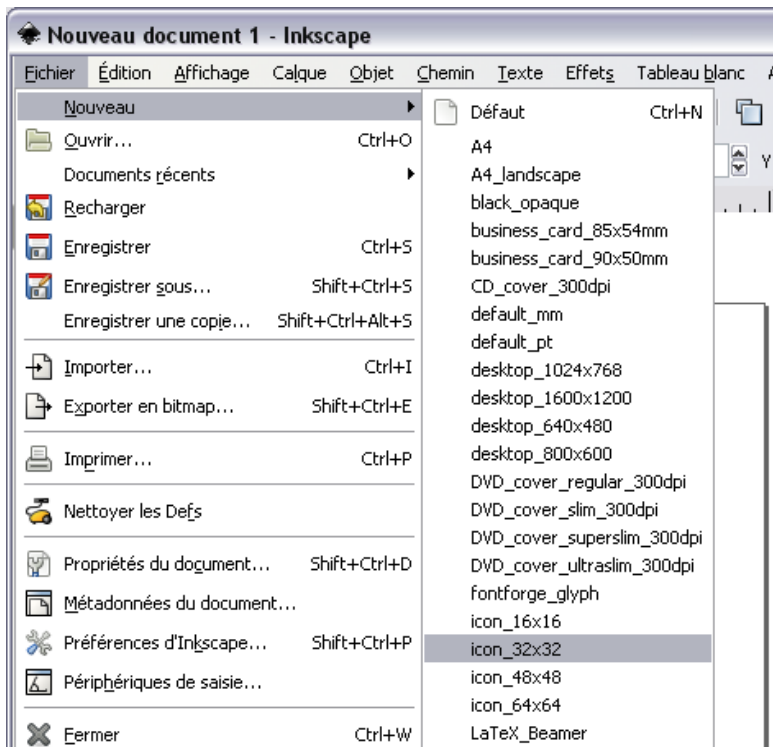 Nouveau document 1 - Inkscape
Fichier Édition Affichage Calque Objet Chemin Texte Effets Tableau blanc
Nouveau
Ouvrir... Ctrl+O
Documents récents
Recharger
Enregistrer Ctrl+S
Enregistrer sous... Shift+Ctrl+S
Enregistrer une copie... Shift+Ctrl+Alt+S
Importer... Ctrl+I
Exporter en bitmap... Shift+Ctrl+E
Imprimer... Ctrl+P
Nettoyer les Defs
Propriétés du document... Shift+Ctrl+D
Métadonnées du document...
Préférences d'Inkscape... Shift+Ctrl+P
Périphériques de saisie...
Fermer Ctrl+W
Défaut Ctrl+N
A4
A4_landscape
black_opaque
business_card_85x54mm
business_card_90x50mm
CD_cover_300dpi
default_mm
default_pt
desktop_1024x768
desktop_1600x1200
desktop_640x480
desktop_800x600
DVD_cover_regular_300dpi
DVD_cover_slim_300dpi
DVD_cover_superslim_300dpi
DVD_cover_ultraslim_300dpi
fontforge_glyph
icon_16x16
icon_32x32
icon_48x48
icon_64x64
LaTeX_Beamer
Y